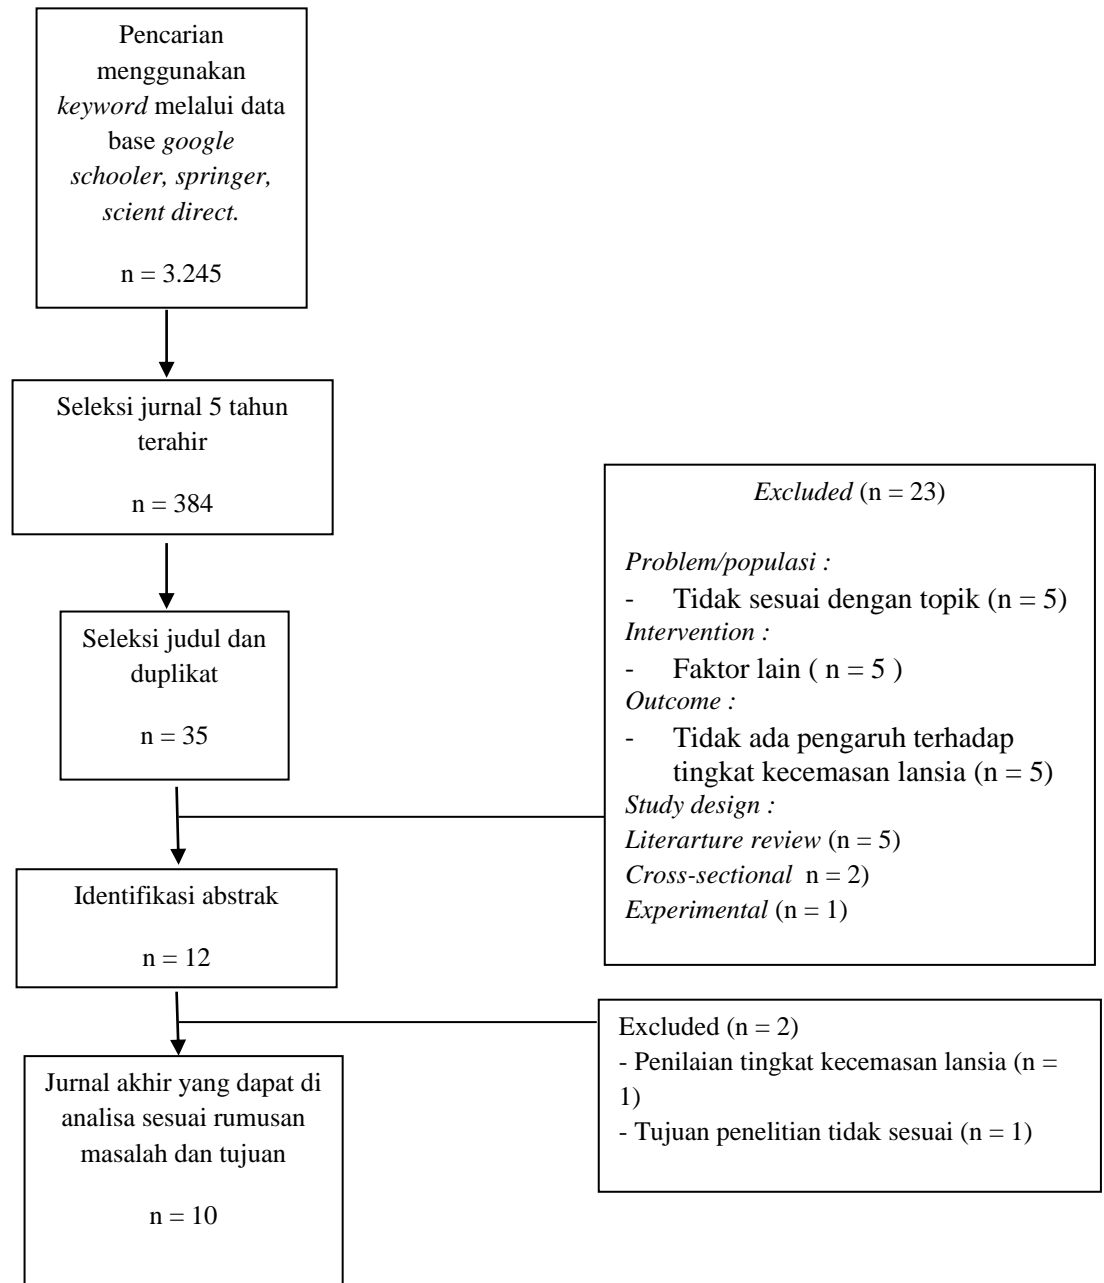 Pencarian
menggunakan
keyword melalui data
base google
schooler, springer,
scient direct.
n = 3.245
Seleksi jurnal 5 tahun
terahir
n = 384
Seleksi judul dan
duplikat
n = 35
Excluded (n = 23)
Problem/populasi :
- Tidak sesuai dengan topik (n = 5)
Intervention :
- Faktor lain ( n = 5 )
Outcome :
- Tidak ada pengaruh terhadap
tingkat kecemasan lansia (n = 5)
Study design :
Literarture review (n = 5)
Cross-sectional n = 2)
Experimental (n = 1)
Identifikasi abstrak
n = 12
Excluded (n = 2)
- Penilaian tingkat kecemasan lansia (n =
1)
- Tujuan penelitian tidak sesuai (n = 1)
Jurnal akhir yang dapat di
analisa sesuai rumusan
masalah dan tujuan
n = 10